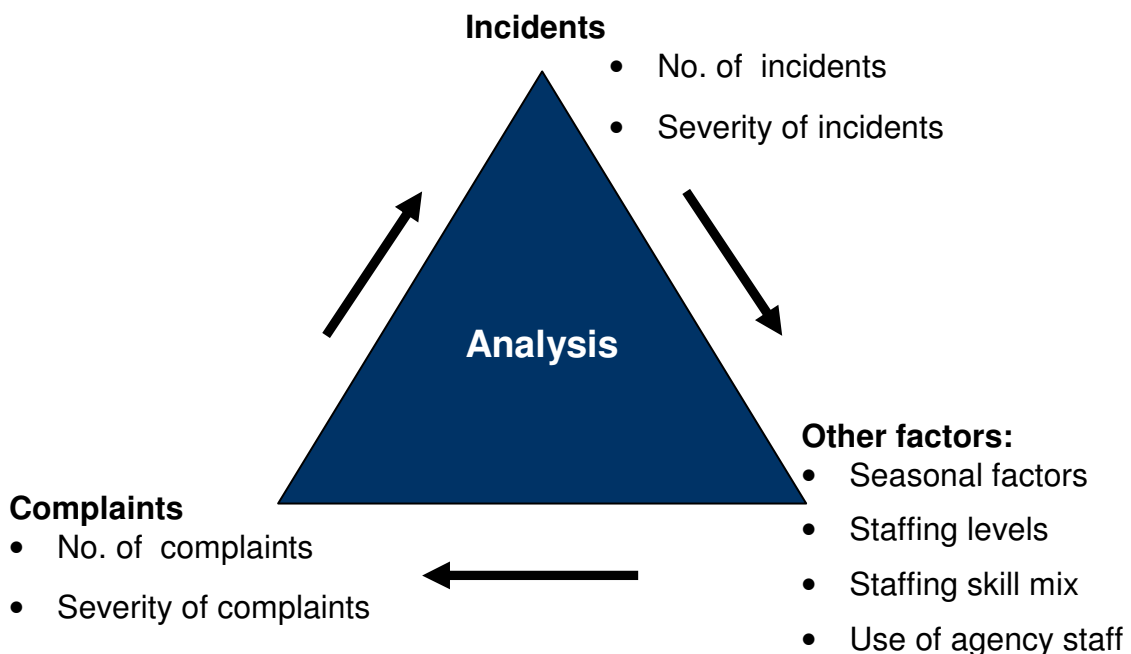 Incidents
• No. of incidents
• Severity of incidents
Analysis
Other factors:
• Seasonal factors
• Staffing levels
• Staffing skill mix
• Use of agency staff
Complaints
• No. of complaints
• Severity of complaints